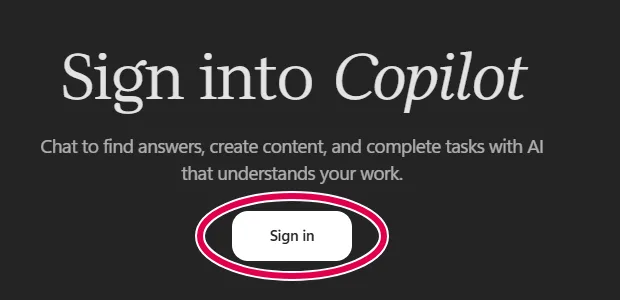 Sign into Copilot
Chat to find answers, create content, and complete tasks with AI
that understands your work.
Sign in